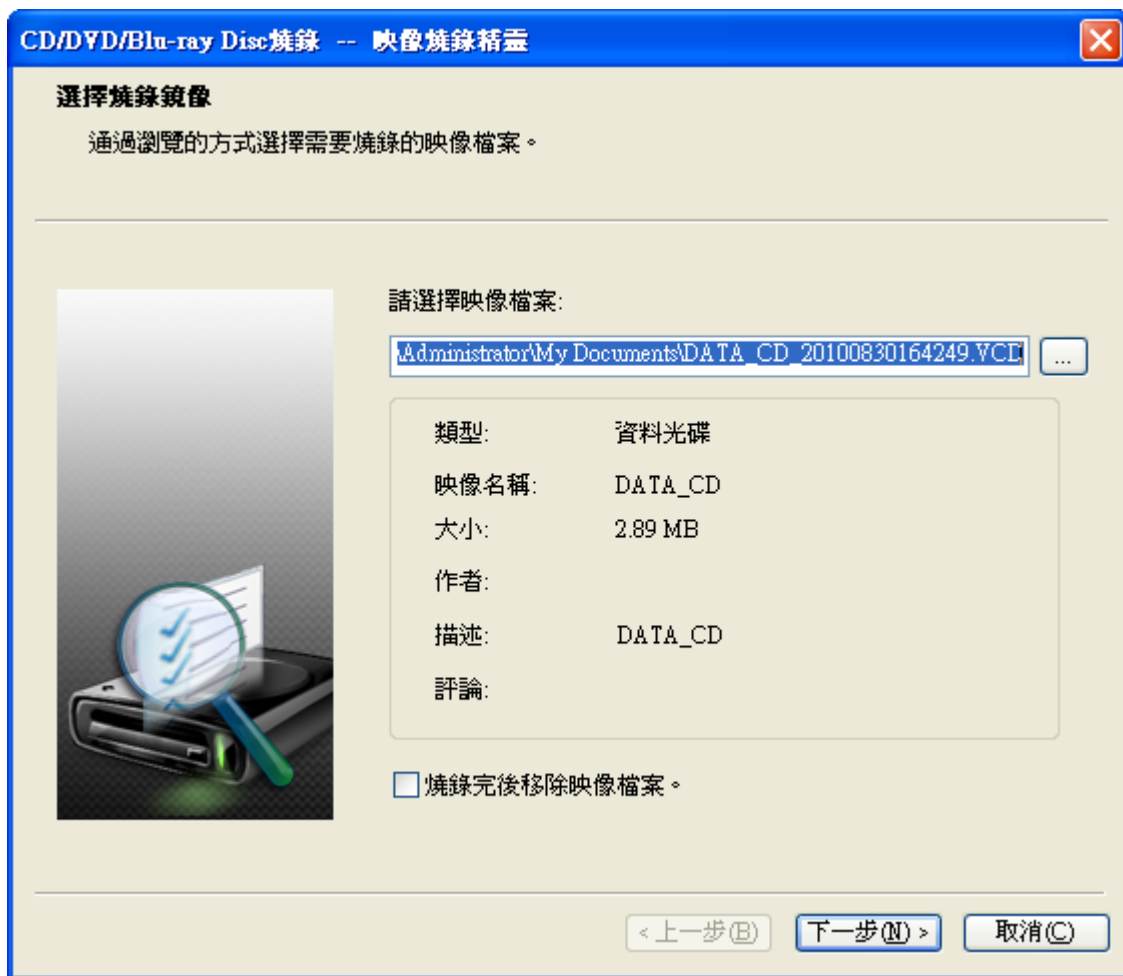 CD/DVD/Blu-ray Disc燒錄 -- 映像燒錄精靈
選擇燒錄鏡像
通過瀏覽的方式選擇需要燒錄的映像檔案。
請選擇映像檔案:
\Administrator\My Documents\DATA_CD_20100830164249.VCD
...
類型: 資料光碟
映像名稱: DATA_CD
大小: 2.89 MB
作者:
描述: DATA_CD
評論:
燒錄完後移除映像檔案。
<上一步(B) 下一步(N)> 取消(C)